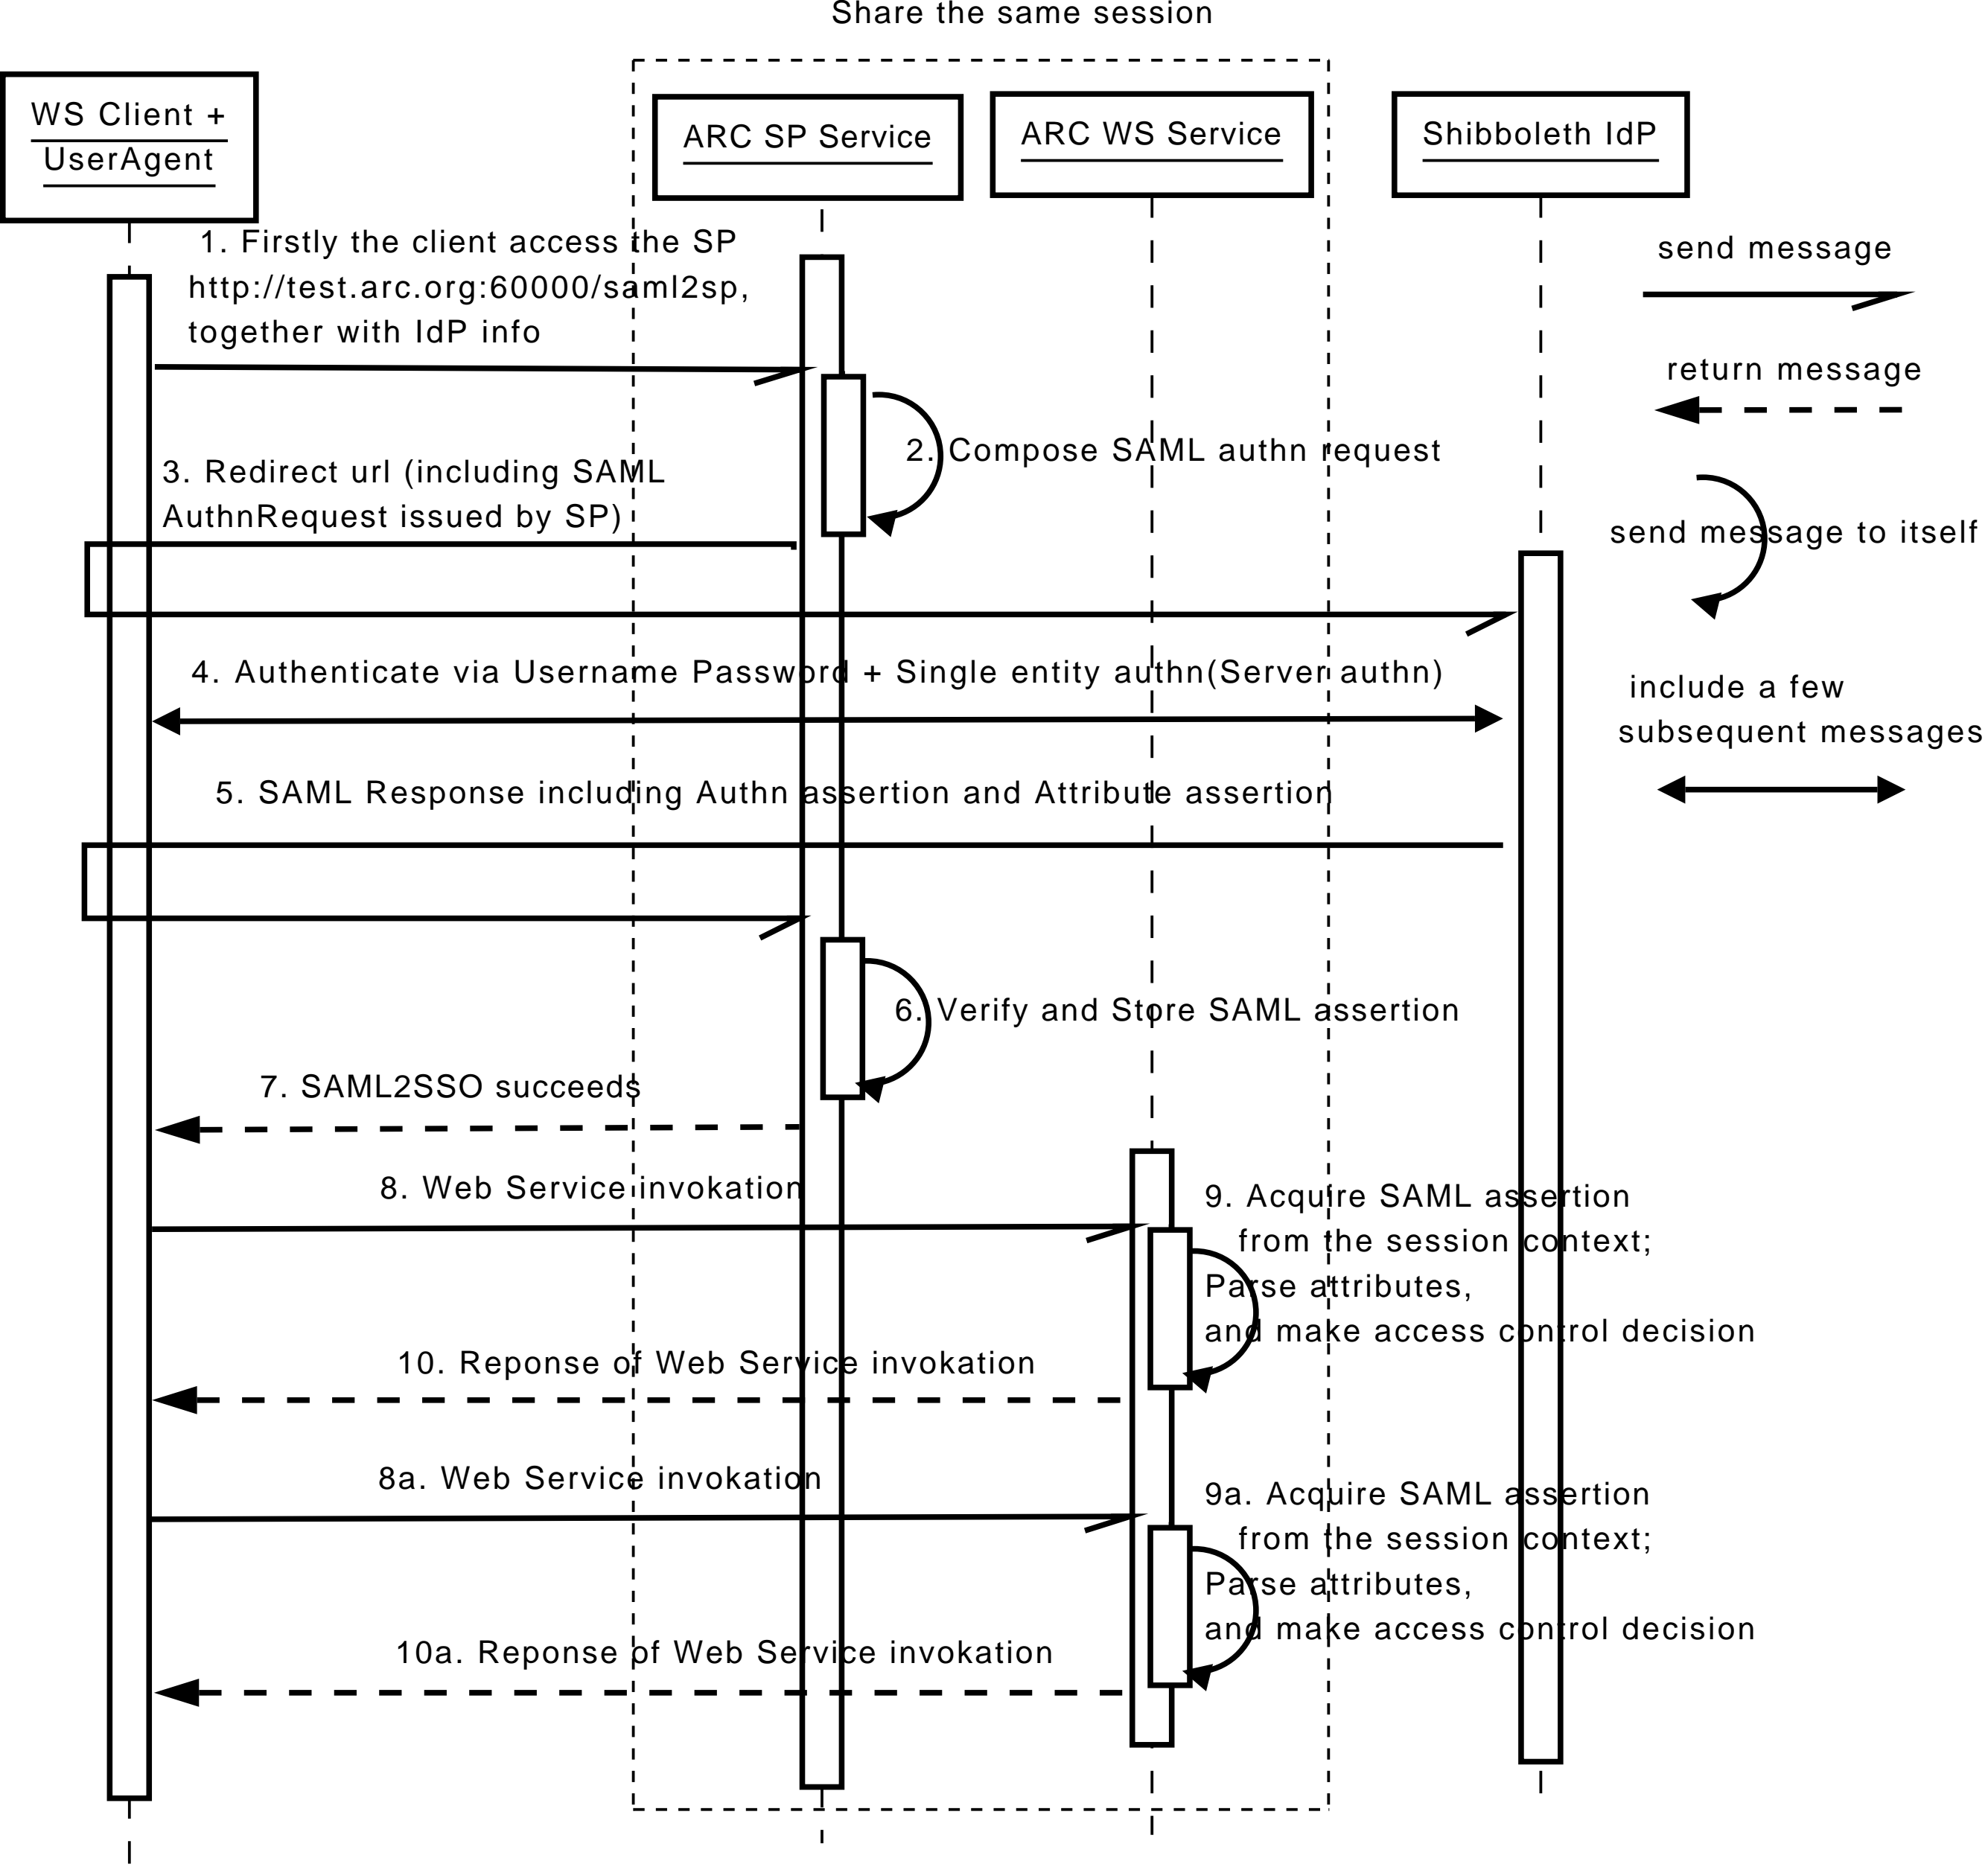 Share the same session
WS Client +
UserAgent
ARC SP Service
ARC WS Service
Shibboleth IdP
1. Firstly the client access the SP
http://test.arc.org:60000/saml2sp,
together with IdP info
send message
return message
2. Compose SAML authn request
3. Redirect url (including SAML
AuthnRequest issued by SP)
send message to itself
4. Authenticate via Username Password + Single entity authn(Server authn)
include a few
subsequent messages
5. SAML Response including Authn assertion and Attribute assertion
6. Verify and Store SAML assertion
7. SAML2SSO succeeds
8. Web Service invokation
9. Acquire SAML assertion
from the session context;
Parse attributes,
and make access control decision
10. Reponse of Web Service invokation
8a. Web Service invokation
9a. Acquire SAML assertion
from the session context;
Parse attributes,
and make access control decision
10a. Reponse of Web Service invokation